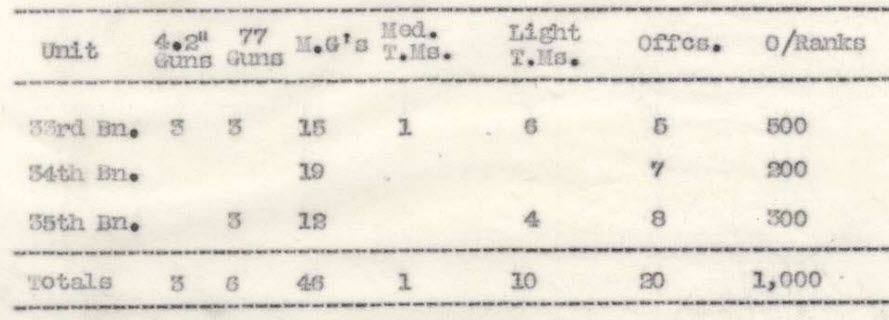 Unit 4.2" 77 M.G's Med. Light Offcs. O/Ranks
Guns Guns T.Ms. T.Ms.
33rd Bn. 3 3 15 1 6 5 500
34th Bn. 19 7 200
35th Bn. 3 12 4 8 300
Totals 3 6 46 1 10 20 1,000